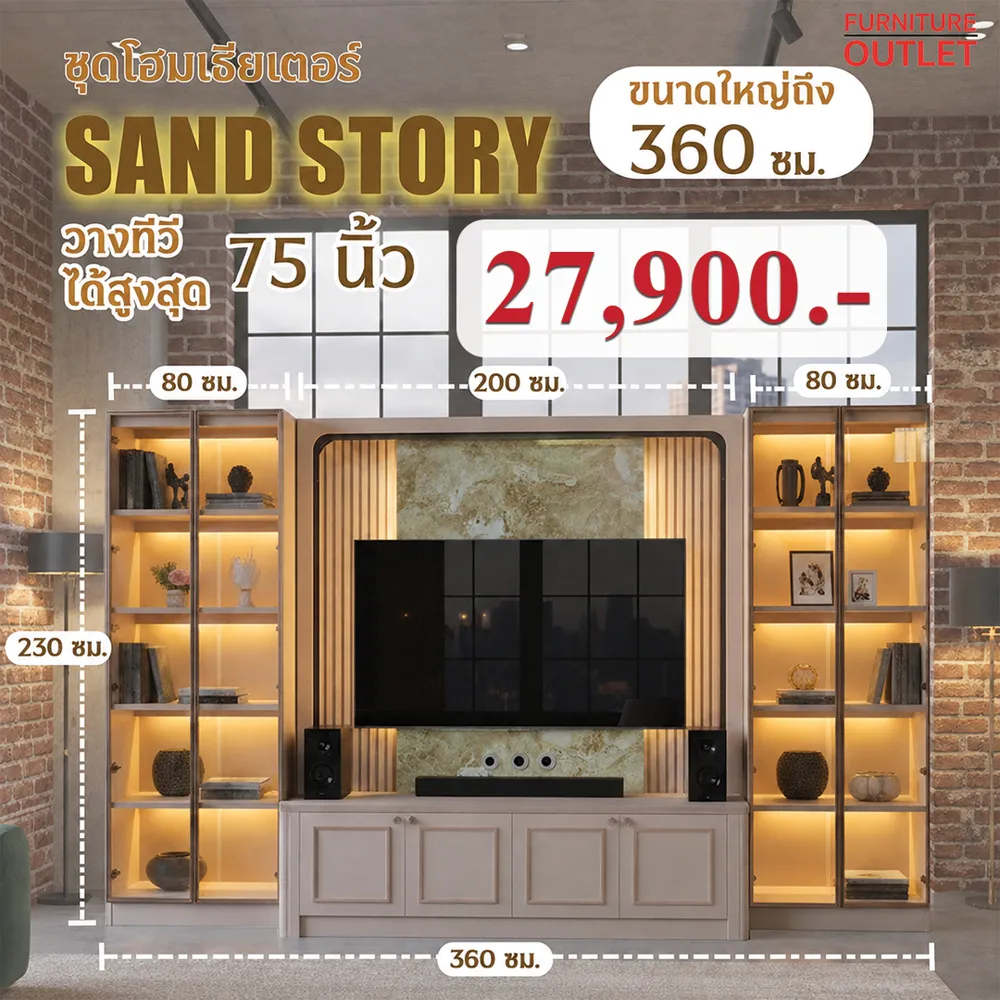 FURNITURE
OUTLET
ชุดโฮมเธียเตอร์
SAND STORY
ขนาดใหญ่ถึง
360 ซม.
วางทีวี
ได้สูงสุด
75 นิ้ว
27,900.-
80 ซม.
200 ซม.
80 ซม.
230 ซม.
360 ซม.